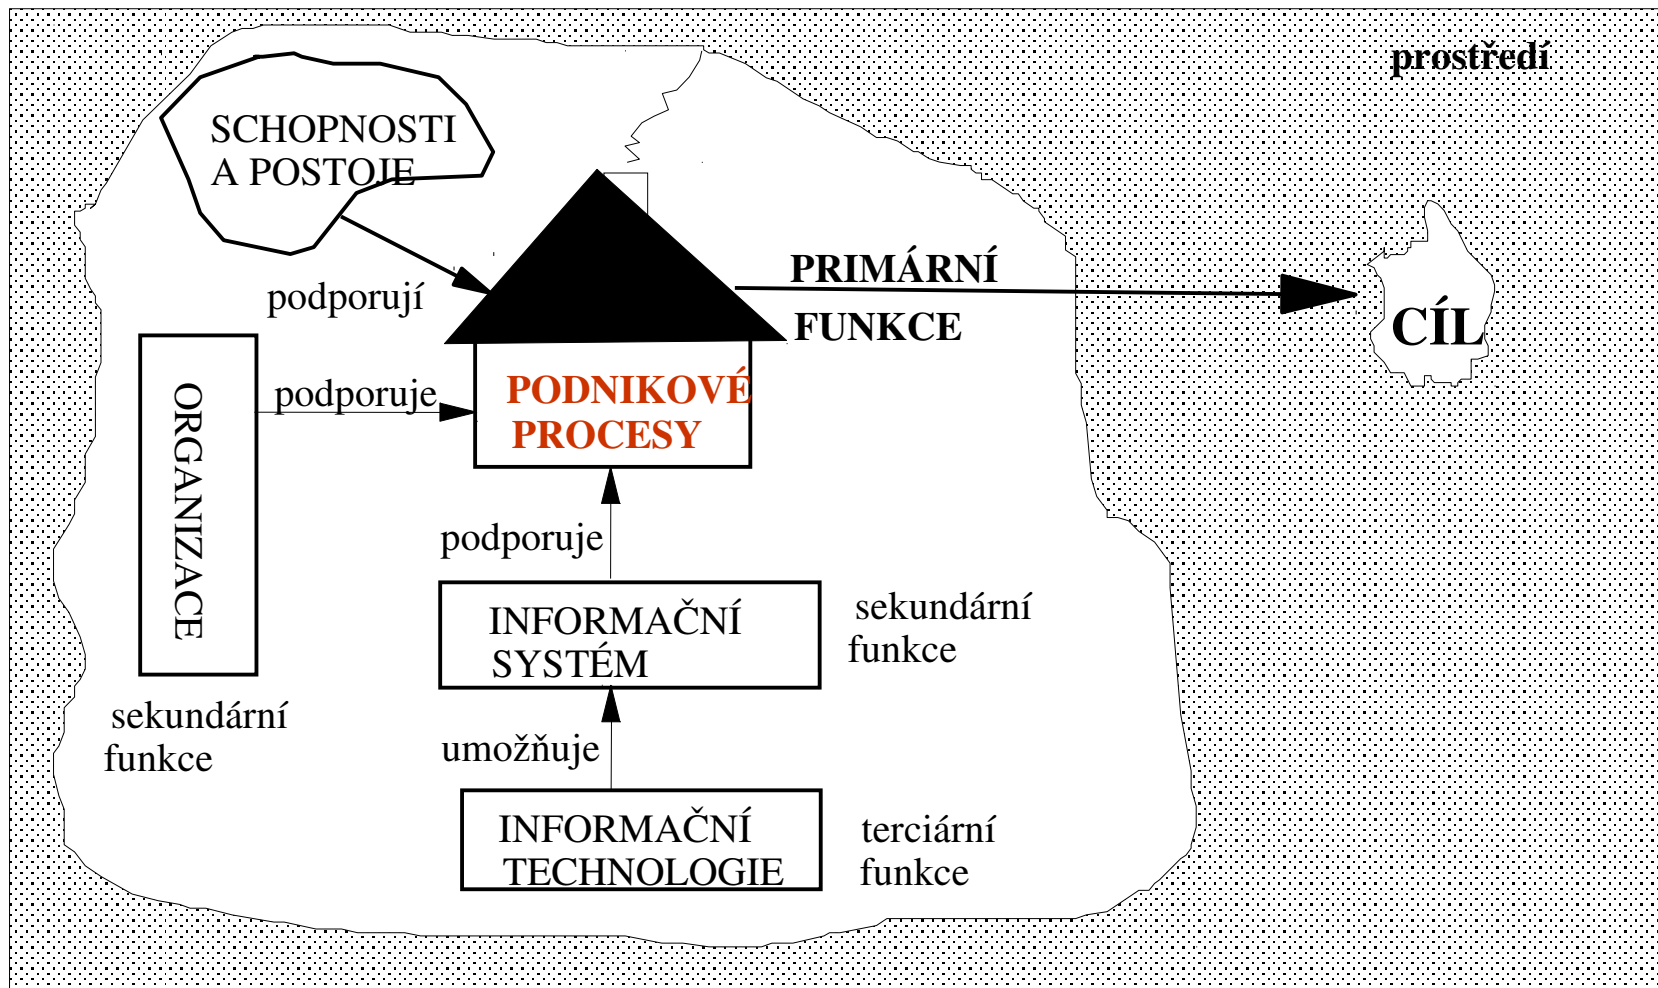 prostředí
SCHOPNOSTI
A POSTOJE
podporují
PRIMÁRNÍ
FUNKCE
CÍL
ORGANIZACE
podporuje
PODNIKOVÉ
PROCESY
podporuje
INFORMAČNÍ
SYSTÉM
sekundární
funkce
sekundární
funkce
umožňuje
INFORMAČNÍ
TECHNOLOGIE
terciární
funkce